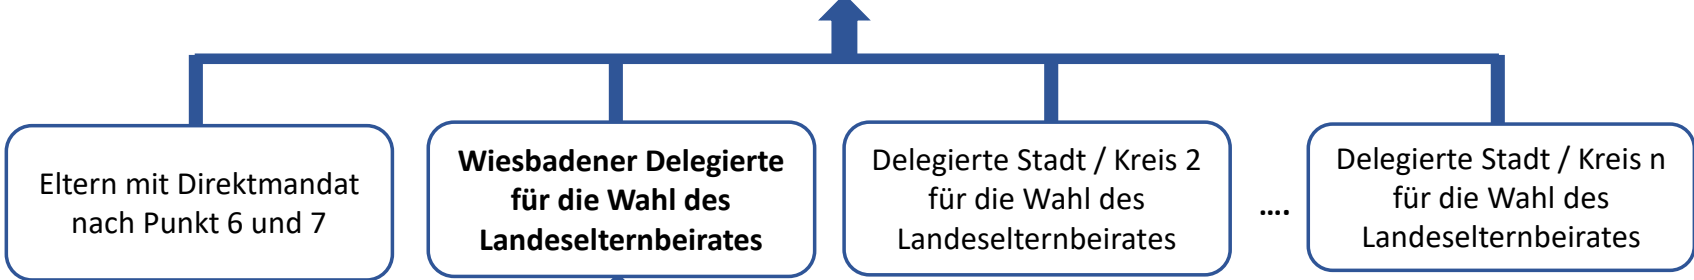 Eltern mit Direktmandat
nach Punkt 6 und 7
Wiesbadener Delegierte
für die Wahl des
Landeselternbeirates
Delegierte Stadt / Kreis 2
für die Wahl des
Landeselternbeirates
....
Delegierte Stadt / Kreis n
für die Wahl des
Landeselternbeirates